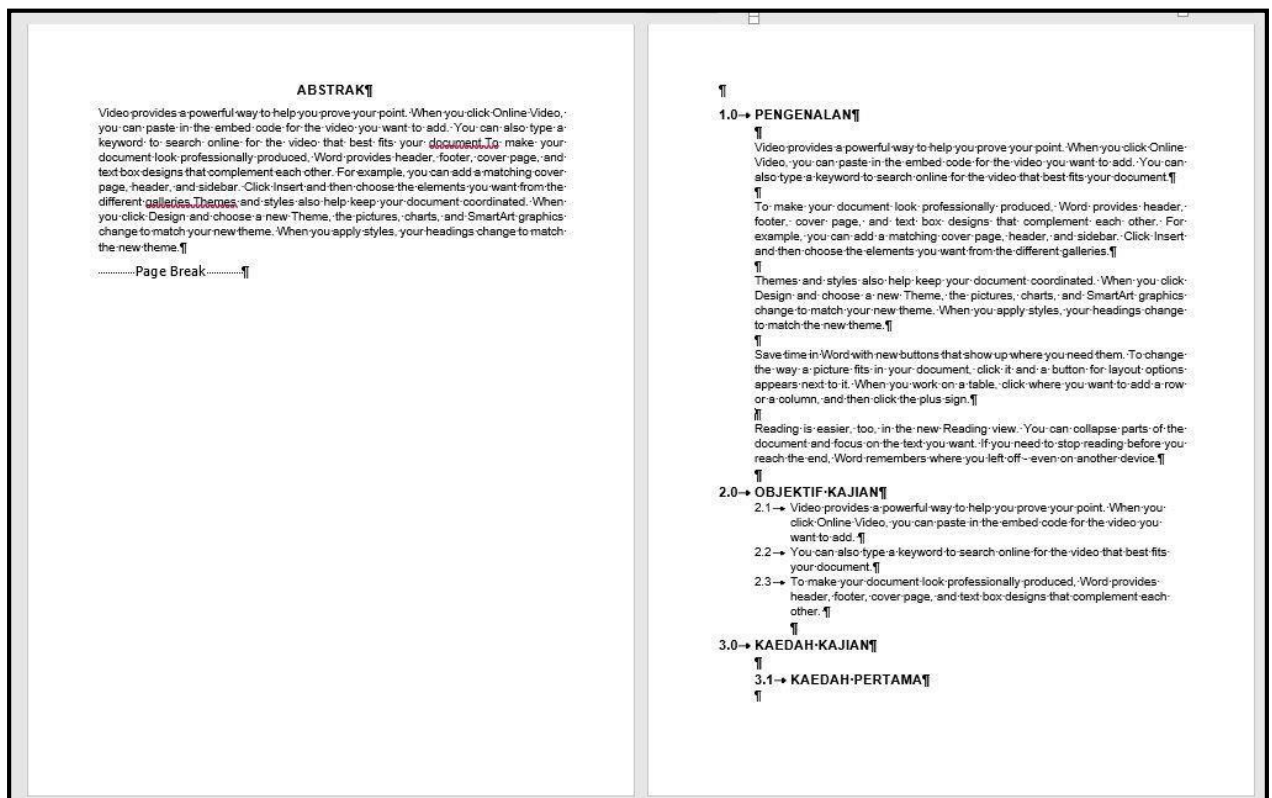 ABSTRAK¶
Video provides a powerful way to help you prove your point. When you click Online Video,
you can paste in the embed code for the video you want to add. You can also type a
keyword to search online for the video that best fits your document.To make your
document look professionally produced, Word provides header, footer, cover page, and
text box designs that complement each other. For example, you can add a matching cover
page, header, and sidebar. Click Insert and then choose the elements you want from the
different galleries.Themes and styles also help keep your document coordinated. When
you click Design and choose a new Theme, the pictures, charts, and SmartArt graphics
change to match your new theme. When you apply styles, your headings change to match
the new theme.¶
Page Break¶
¶
1.0→ PENGENALAN¶
¶
Video provides a powerful way to help you prove your point. When you click Online
Video, you can paste in the embed code for the video you want to add. You can
also type a keyword to search online for the video that best fits your document.¶
¶
To make your document look professionally produced, Word provides header,
footer, cover page, and text box designs that complement each other. For
example, you can add a matching cover page, header, and sidebar. Click Insert
and then choose the elements you want from the different galleries.¶
¶
Themes and styles also help keep your document coordinated. When you click
Design and choose a new Theme, the pictures, charts, and SmartArt graphics
change to match your new theme. When you apply styles, your headings change
to match the new theme.¶
¶
Save time in Word with new buttons that show up where you need them. To change
the way a picture fits in your document, click it and a button for layout options
appears next to it. When you work on a table, click where you want to add a row
or a column, and then click the plus sign.¶
¶
Reading is easier, too, in the new Reading view. You can collapse parts of the
document and focus on the text you want. If you need to stop reading before you
reach the end, Word remembers where you left off - even on another device.¶
¶
2.0→ OBJEKTIF KAJIAN¶
2.1→ Video provides a powerful way to help you prove your point. When you
click Online Video, you can paste in the embed code for the video you
want to add. ¶
2.2→ You can also type a keyword to search online for the video that best fits
your document.¶
2.3→ To make your document look professionally produced, Word provides
header, footer, cover page, and text box designs that complement each
other. ¶
¶
3.0→ KAEDAH KAJIAN¶
¶
3.1→ KAEDAH PERTAMA¶
¶